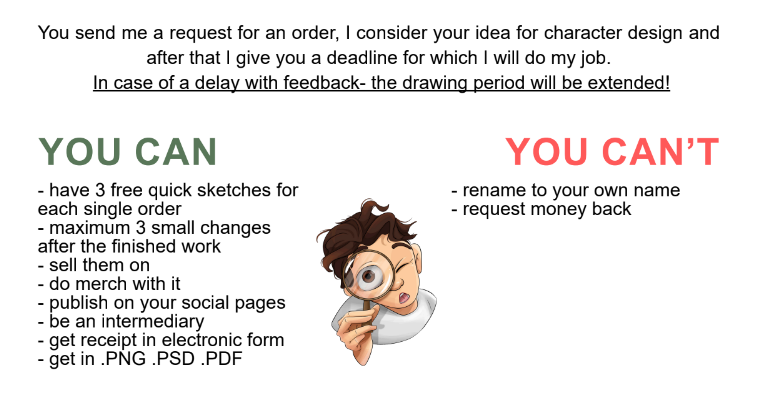 You send me a request for an order, I consider your idea for character design and
after that I give you a deadline for which I will do my job.
In case of a delay with feedback- the drawing period will be extended!
YOU CAN
- have 3 free quick sketches for
each single order
- maximum 3 small changes
after the finished work
- sell them on
- do merch with it
- publish on your social pages
- be an intermediary
- get receipt in electronic form
- get in .PNG .PSD .PDF
YOU CAN’T
- rename to your own name
- request money back